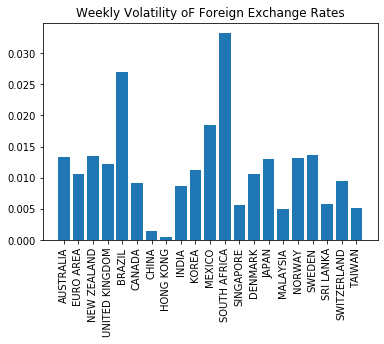 Weekly Volatility oF Foreign Exchange Rates
0.030
0.025
0.020
0.015
0.010
0.005
0.000
AUSTRALIA
EURO AREA
NEW ZEALAND
UNITED KINGDOM
BRAZIL
CANADA
CHINA
HONG KONG
INDIA
KOREA
MEXICO
SOUTH AFRICA
SINGAPORE
DENMARK
JAPAN
MALAYSIA
NORWAY
SWEDEN
SRI LANKA
SWITZERLAND
TAIWAN